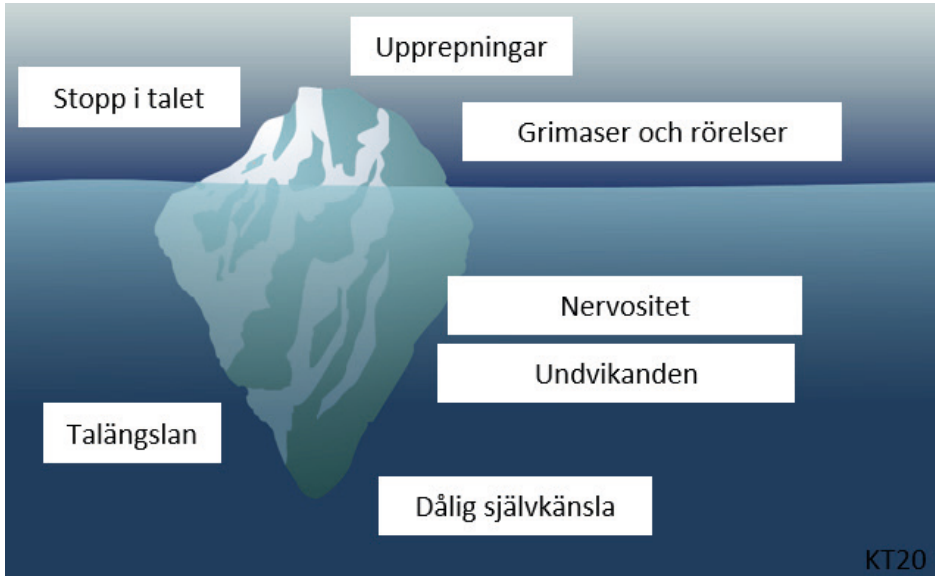 Upprepningar
Stopp i talet
Grimaser och rörelser
Nervositet
Undvikanden
Talängslan
Dålig självkänsla
KT20